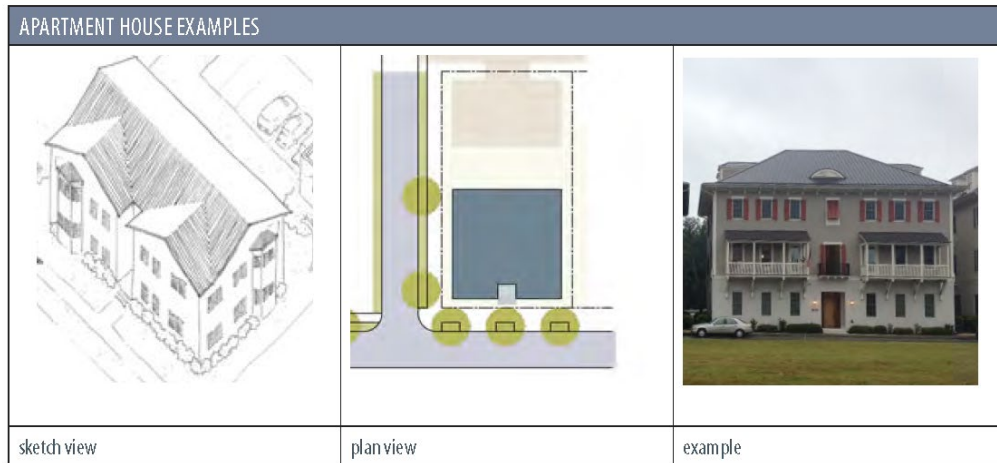 APARTMENT HOUSE EXAMPLES
sketch view
plan view
example